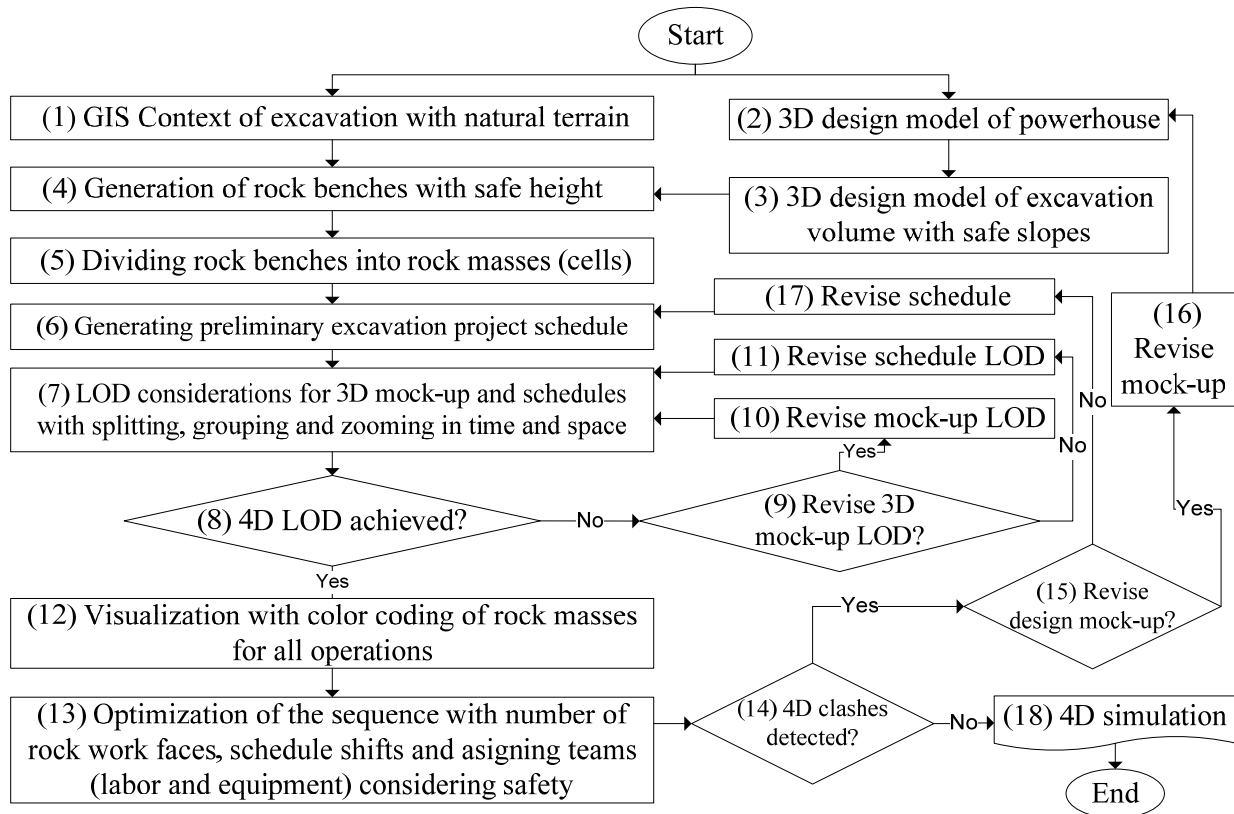 Start
(1) GIS Context of excavation with natural terrain
(2) 3D design model of powerhouse
(4) Generation of rock benches with safe height
(3) 3D design model of excavation
volume with safe slopes
(5) Dividing rock benches into rock masses (cells)
(17) Revise schedule
(16)
Revise
mock-up
(6) Generating preliminary excavation project schedule
(11) Revise schedule LOD
(7) LOD considerations for 3D mock-up and schedules
with splitting, grouping and zooming in time and space
No
(10) Revise mock-up LOD
Yes
No
(8) 4D LOD achieved?
No
(9) Revise 3D
mock-up LOD?
Yes
Yes
(12) Visualization with color coding of rock masses
for all operations
Yes
(15) Revise
design mock-up?
(13) Optimization of the sequence with number of
rock work faces, schedule shifts and asigning teams
(labor and equipment) considering safety
(14) 4D clashes
detected?
No
(18) 4D simulation
End